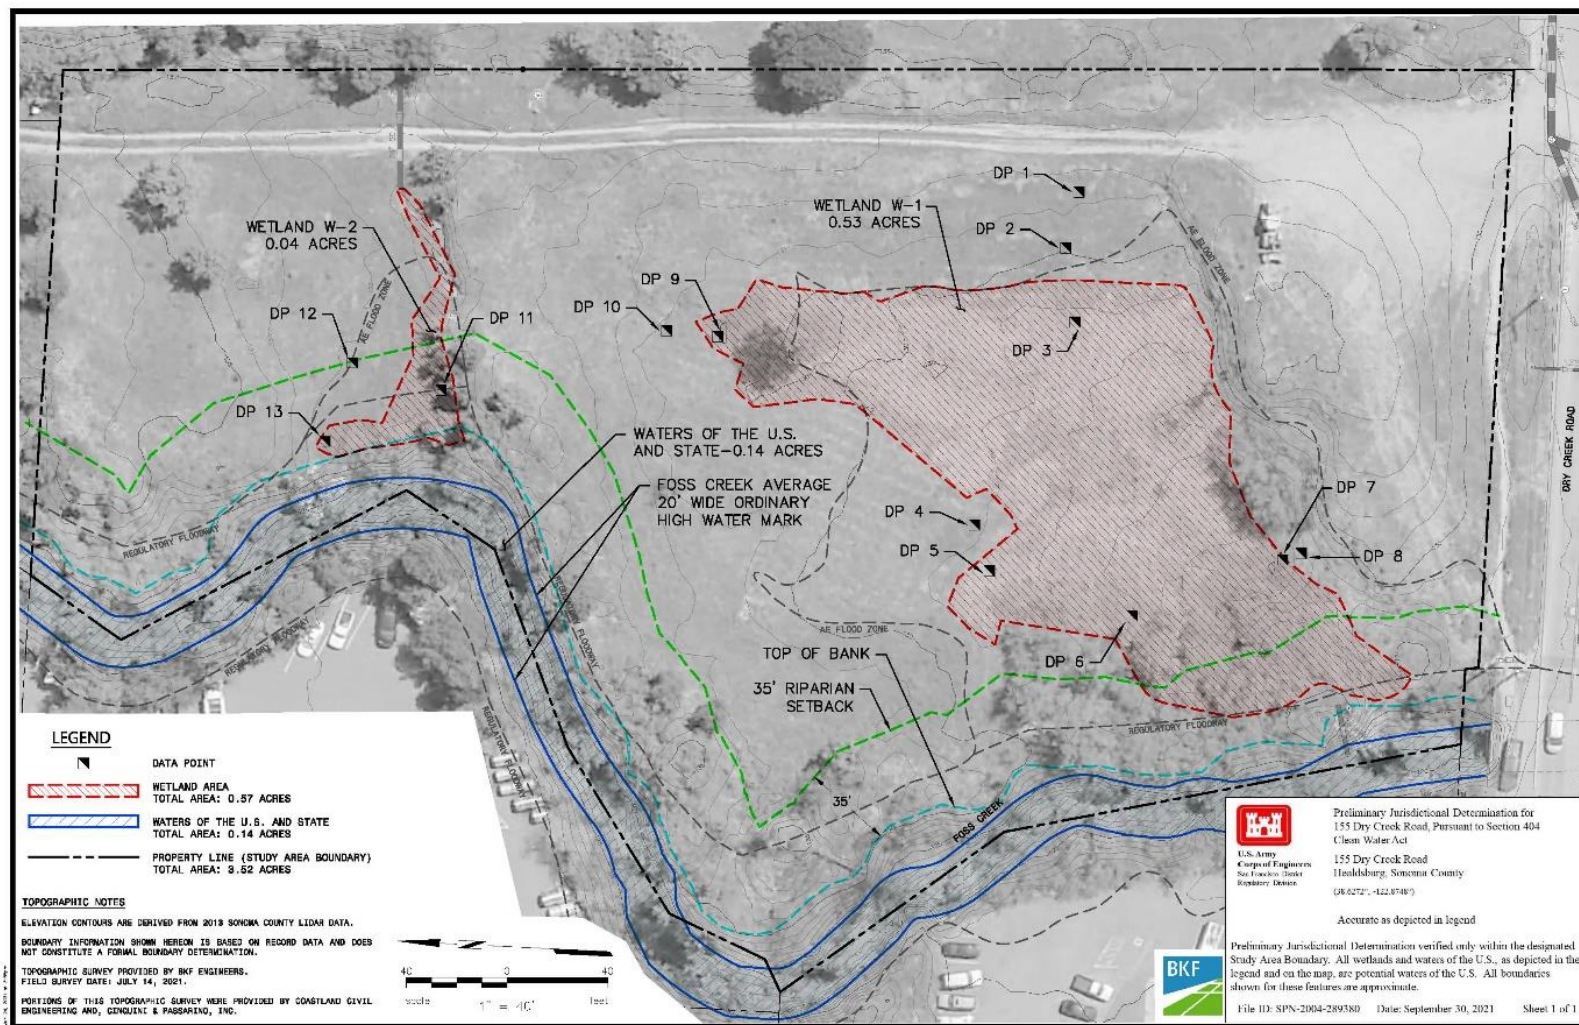 DP 1
WETLAND W-1
0.53 ACRES
DP 2
WETLAND W-2
0.04 ACRES
AE FLOOD ZONE
DP 9
DP 10
DP 12
AE FLOOD ZONE
DP 11
DP 3
DP 13
WATERS OF THE U.S.
AND STATE-0.14 ACRES
FOSS CREEK AVERAGE
20' WIDE ORDINARY
HIGH WATER MARK
DRY CREEK ROAD
DP 7
DP 4
DP 5
DP 8
REGULATORY FLOODWAY
REGULATORY FLOODWAY
REGULATORY FLOODWAY
AE FLOOD ZONE
TOP OF BANK
DP 6
35' RIPARIAN
SETBACK
REGULATORY FLOODWAY
REGULATORY FLOODWAY
35'
FOSS CREEK
LEGEND
DATA POINT
WETLAND AREA
TOTAL AREA: 0.57 ACRES
WATERS OF THE U.S. AND STATE
TOTAL AREA: 0.14 ACRES
PROPERTY LINE (STUDY AREA BOUNDARY)
TOTAL AREA: 3.52 ACRES
TOPOGRAPHIC NOTES
ELEVATION CONTOURS ARE DERIVED FROM 2013 SONOMA COUNTY LIDAR DATA.
BOUNDARY INFORMATION SHOWN HEREON IS BASED ON RECORD DATA AND DOES
NOT CONSTITUTE A FORMAL BOUNDARY DETERMINATION.
TOPOGRAPHIC SURVEY PROVIDED BY BKF ENGINEERS.
FIELD SURVEY DATE: JULY 14, 2021.
PORTIONS OF THIS TOPOGRAPHIC SURVEY WERE PROVIDED BY COASTLAND CIVIL
ENGINEERING AND, CINQUINI & PASSARINO, INC.
40 0 40
scale 1" = 40' feet
BKF
U.S. Army
Corps of Engineers
San Francisco District
Regulatory Division
Preliminary Jurisdictional Determination for
155 Dry Creek Road, Pursuant to Section 404
Clean Water Act
155 Dry Creek Road
Healdsburg, Sonoma County
(38.6272°, -122.8748°)
Accurate as depicted in legend
Preliminary Jurisdictional Determination verified only within the designated
Study Area Boundary. All wetlands and waters of the U.S., as depicted in the
legend and on the map, are potential waters of the U.S. All boundaries
shown for these features are approximate.
File ID: SPN-2004-289380 Date: September 30, 2021 Sheet 1 of 1